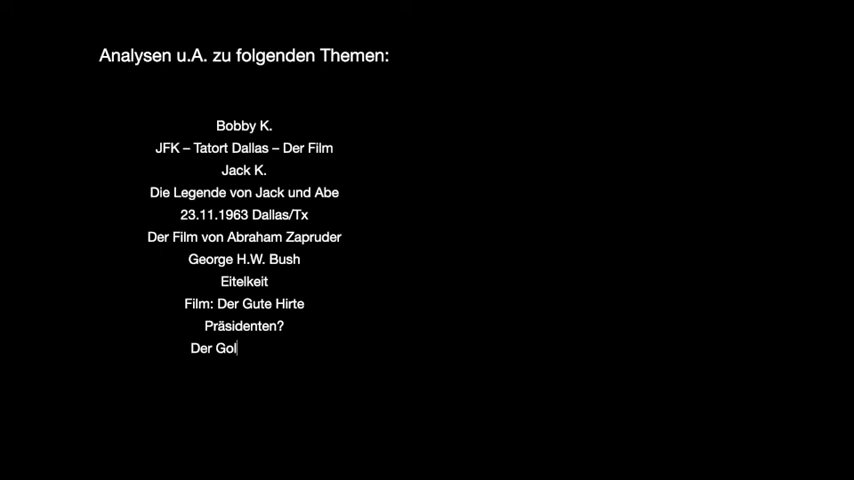 Analysen u.A. zu folgenden Themen:
Bobby K.
JFK – Tatort Dallas – Der Film
Jack K.
Die Legende von Jack und Abe
23.11.1963 Dallas/Tx
Der Film von Abraham Zapruder
George H.W. Bush
Eitelkeit
Film: Der Gute Hirte
Präsidenten?
Der Gol